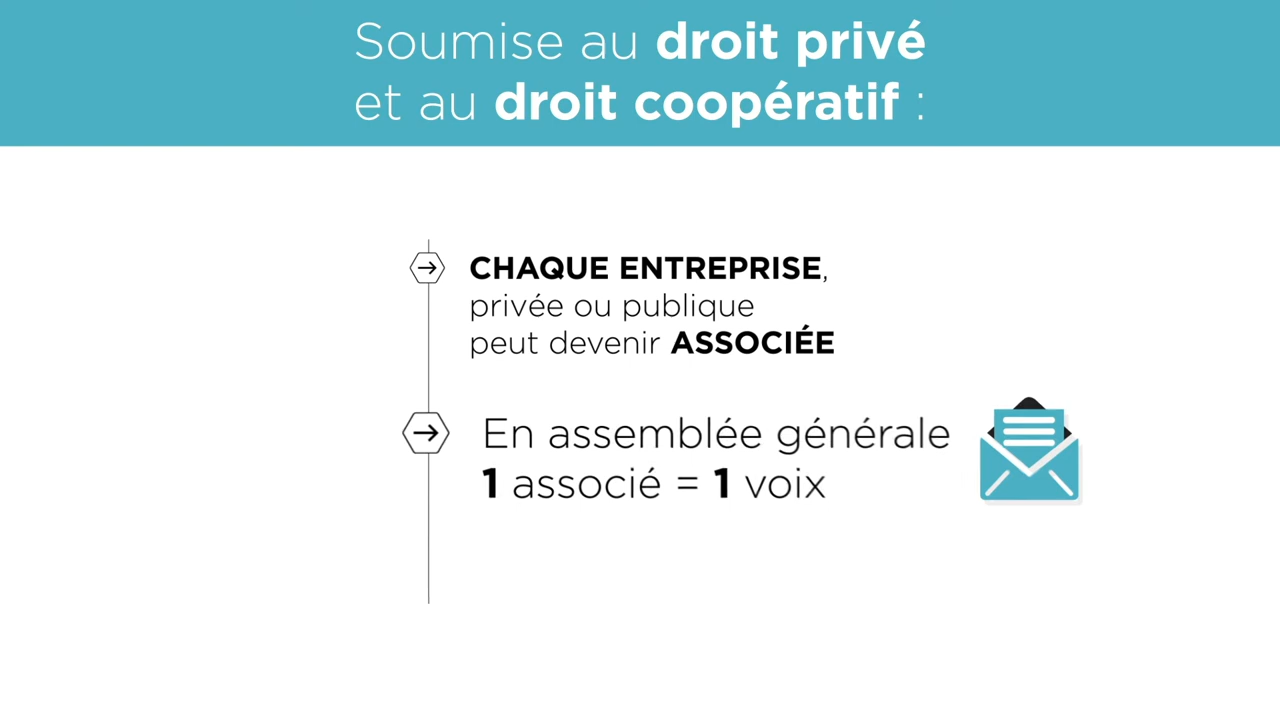 Soumise au droit privé
et au droit coopératif :
CHAQUE ENTREPRISE,
privée ou publique
peut devenir ASSOCIÉE
En assemblée générale
1 associé = 1 voix